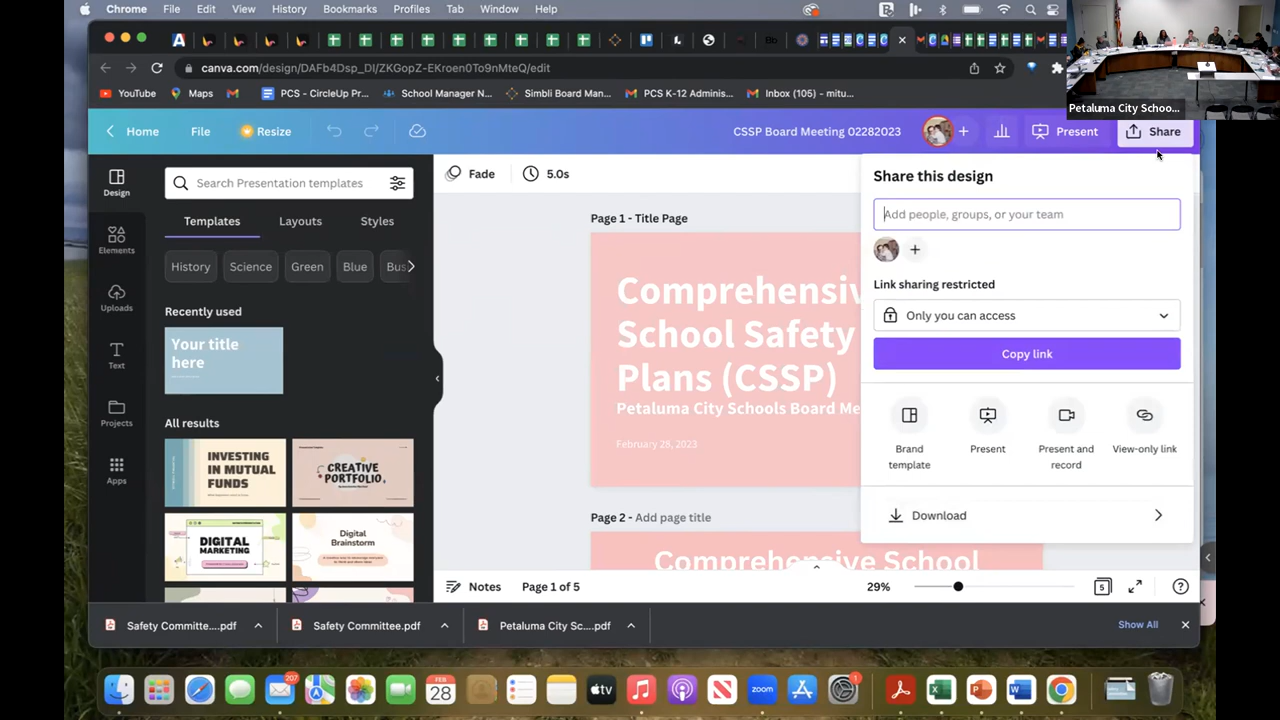 Chrome File Edit View History Bookmarks Profiles Tab Window Help
Petaluma City Schoo...
canva.com/design/DAFb4Dsp_DI/ZKGopZ-EKroen0To9nMteQ/edit
YouTube Maps PCS - CircleUp Pr... School Manager N... Simbli Board Man... PCS K-12 Adminis... Inbox (105) - mitu...
Home File Resize CSSP Board Meeting 02282023 Present Share
Design
Elements
Uploads
Text
Projects
Apps
Search Presentation templates
Templates Layouts Styles
History Science Green Blue Bus
Recently used
Your title
here
All results
INVESTING
IN MUTUAL
FUNDS
CREATIVE
PORTFOLIO.
DIGITAL
MARKETING
Digital
Brainstorm
Fade 5.0s
Page 1 - Title Page
Comprehensiv
School Safety
Plans (CSSP)
Petaluma City Schools Board Me
February 28, 2023
Page 2 - Add page title
Comprehensive School
Share this design
Add people, groups, or your team
Link sharing restricted
Only you can access
Copy link
Brand
template
Present
Present and
record
View-only link
Download
Notes Page 1 of 5 29% 5
Safety Committe....pdf Safety Committee.pdf Petaluma City Sc....pdf Show All
207
FEB
28
tv
zoom
1